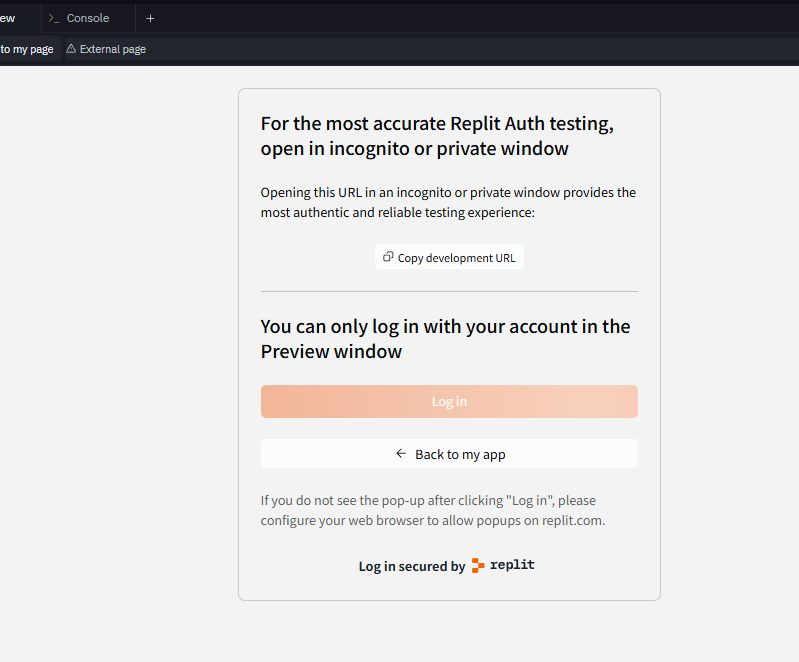 ew >_ Console +
to my page External page
For the most accurate Replit Auth testing,
open in incognito or private window
Opening this URL in an incognito or private window provides the
most authentic and reliable testing experience:
Copy development URL
You can only log in with your account in the
Preview window
Log in
← Back to my app
If you do not see the pop-up after clicking "Log in", please
configure your web browser to allow popups on replit.com.
Log in secured by replit